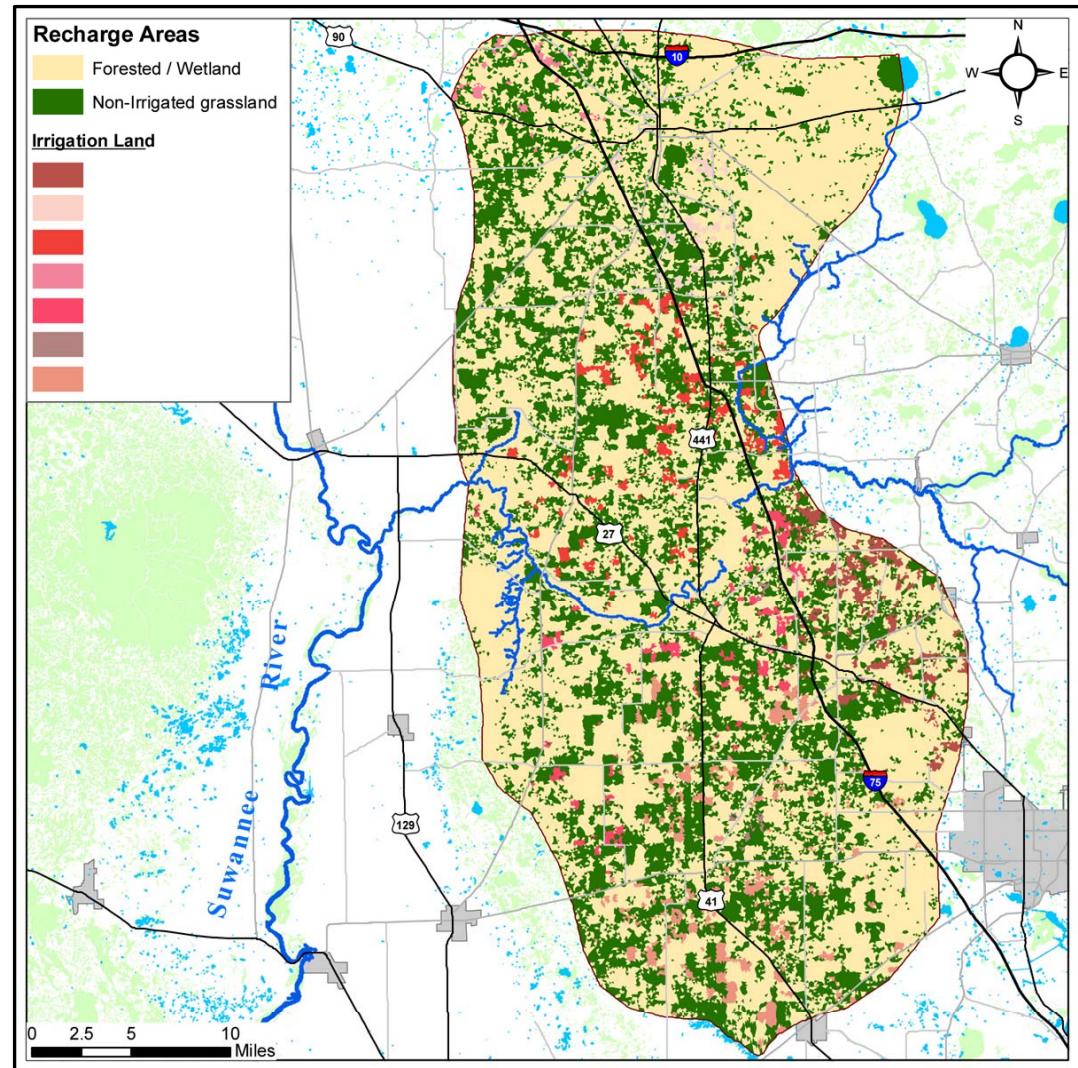 Recharge Areas
Forested / Wetland
Non-Irrigated grassland
Irrigation Land
90
10
N
W E
S
441
27
Suwannee River
129
75
41
0 2.5 5 10
Miles